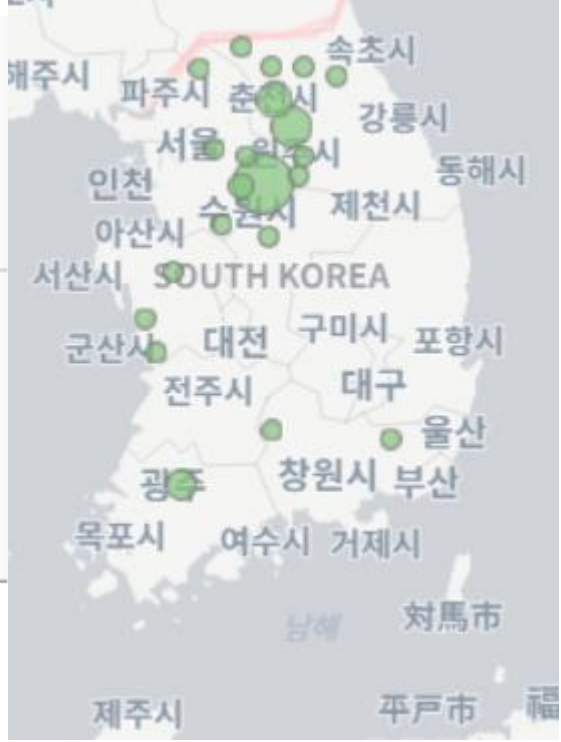 속초시
해주시
파주시
춘천시
강릉시
서울
원주시
동해시
인천
수원시
제천시
아산시
서산시
SOUTH KOREA
군산시
대전
구미시
포항시
전주시
대구
울산
광주
창원시
부산
목포시
여수시
거제시
남해
対馬市
제주시
平戸市
福